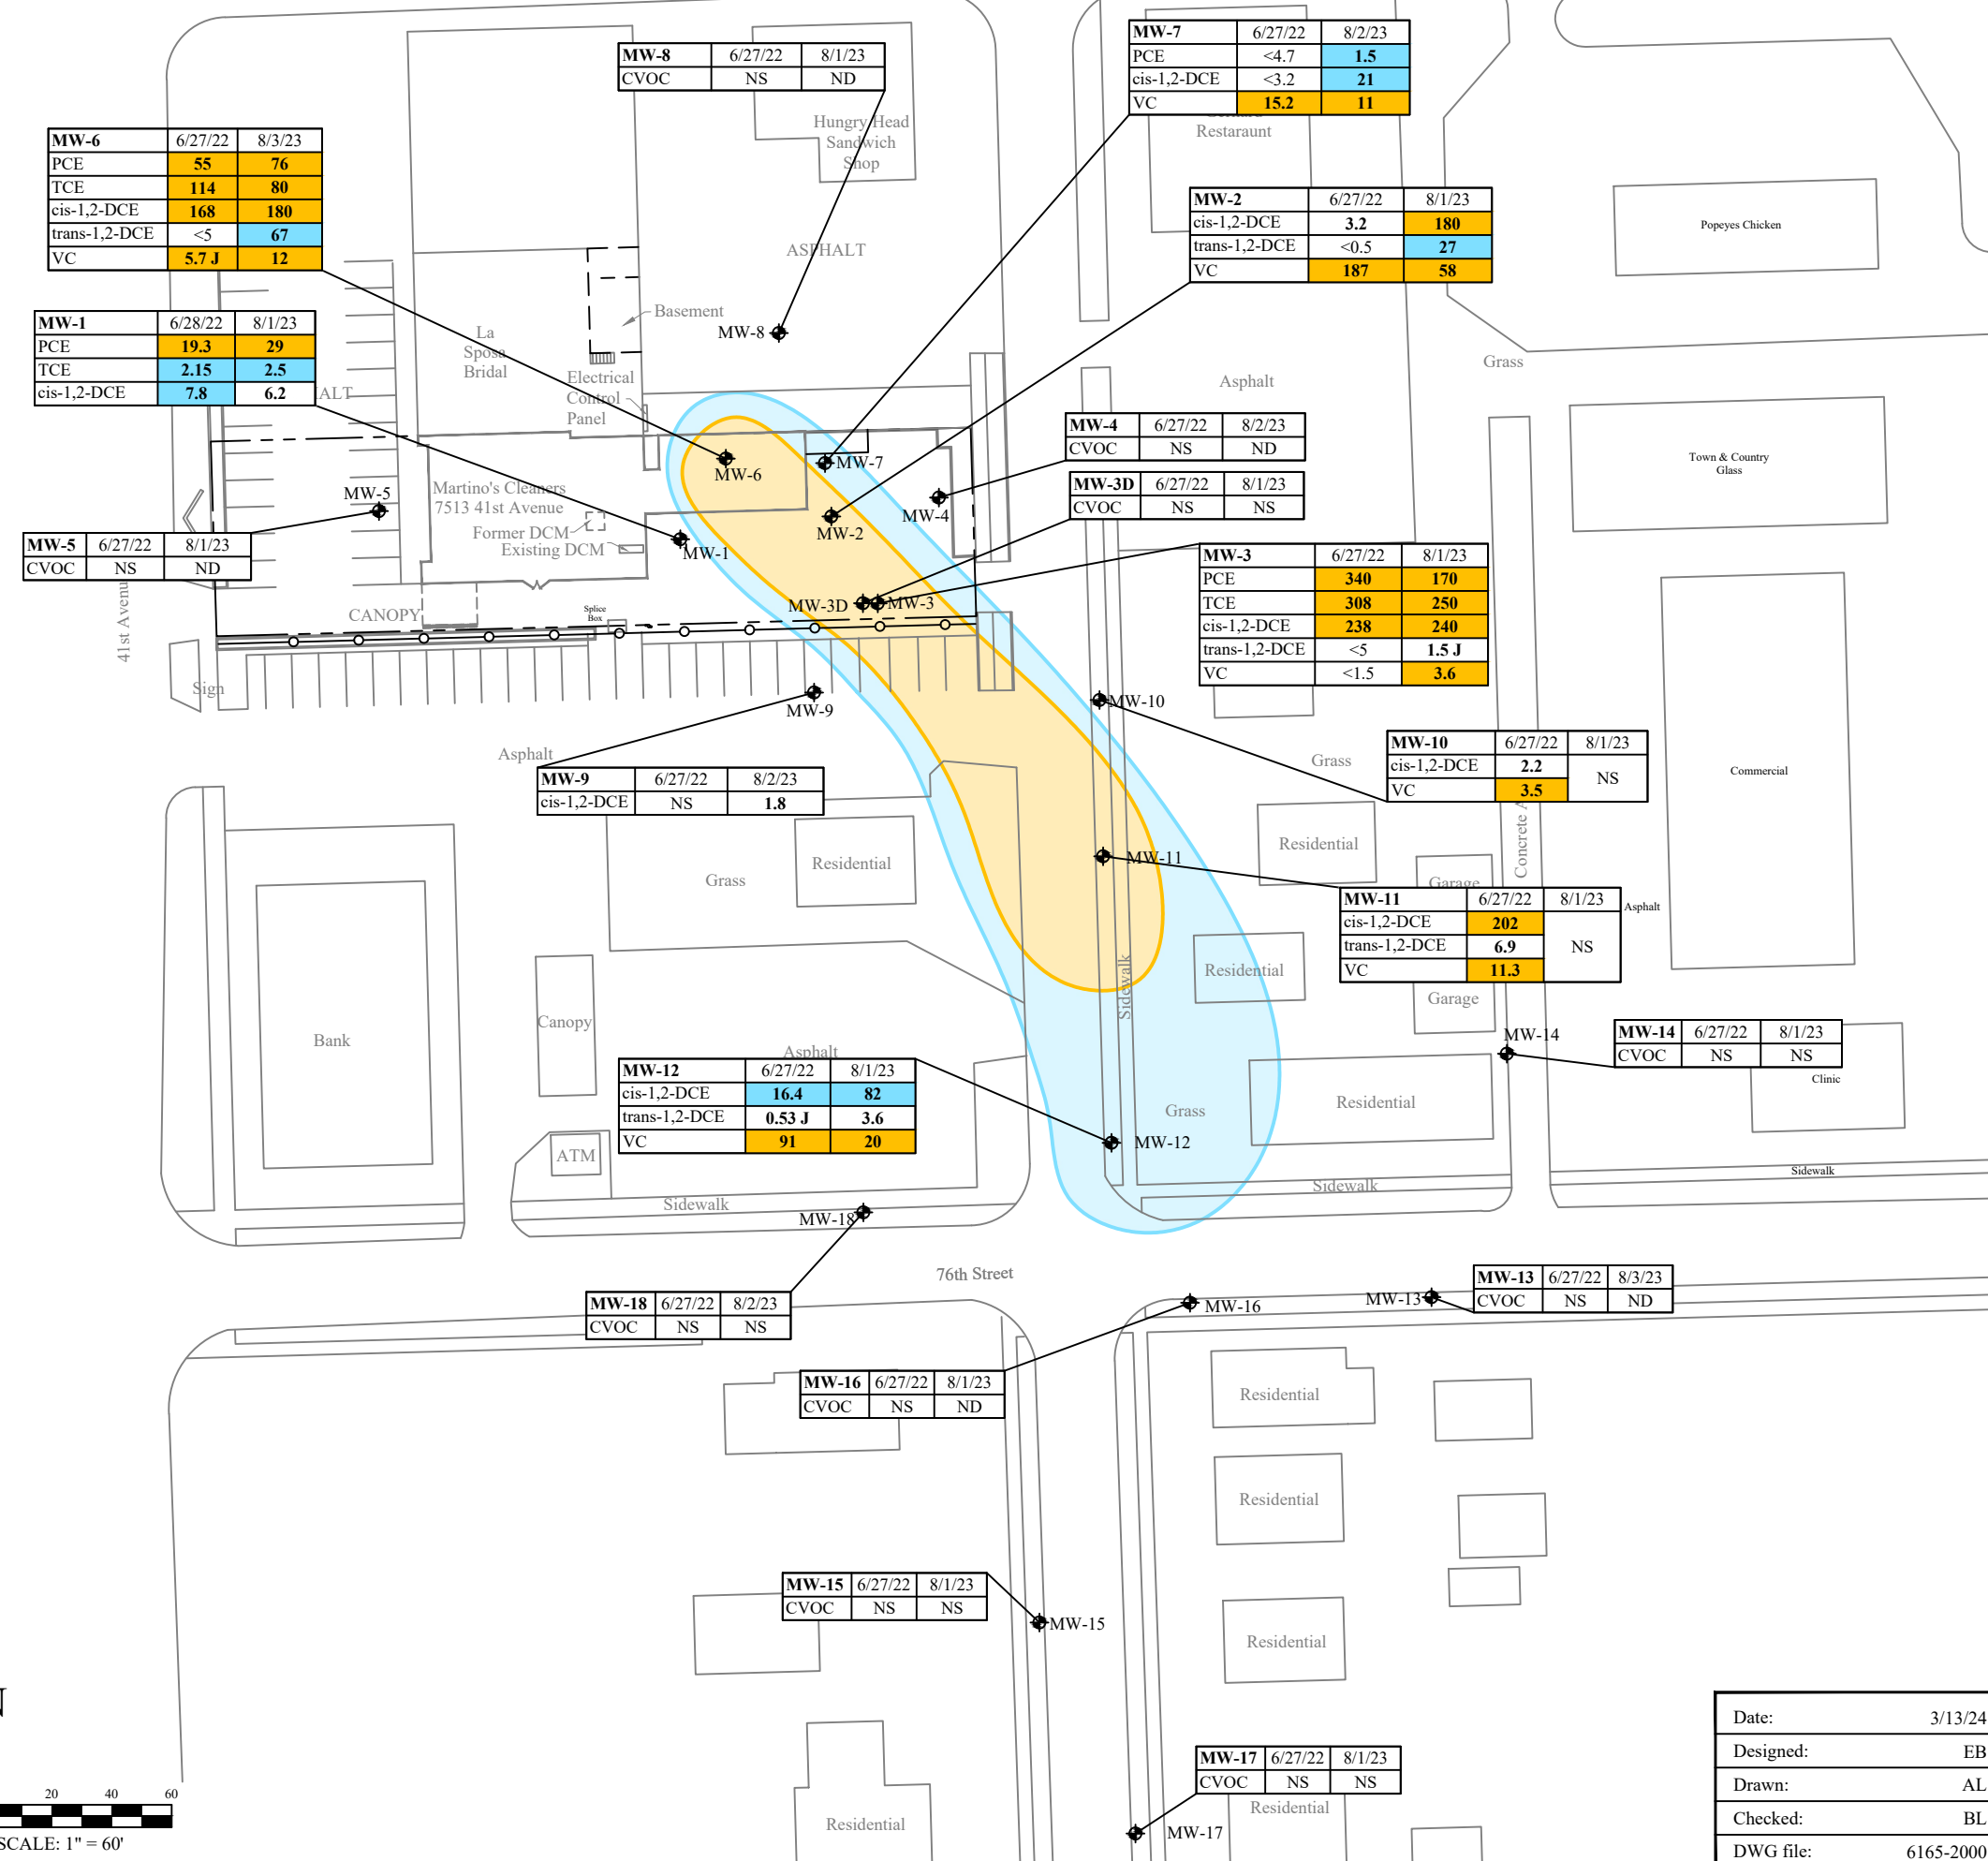 MW-7 6/27/22 8/2/23
PCE <4.7 1.5
cis-1,2-DCE <3.2 21
VC 15.2 11
MW-8 6/27/22 8/1/23
CVOC NS ND
Hungry Head
Sandwich
Shop
Restaraunt
MW-6 6/27/22 8/3/23
PCE 55 76
TCE 114 80
cis-1,2-DCE 168 180
trans-1,2-DCE <5 67
VC 5.7 J 12
MW-2 6/27/22 8/1/23
cis-1,2-DCE 3.2 180
trans-1,2-DCE <0.5 27
VC 187 58
Popeyes Chicken
ASPHALT
MW-1 6/28/22 8/1/23
PCE 19.3 29
TCE 2.15 2.5
cis-1,2-DCE 7.8 6.2
ALT
Basement
La
Sposa
Bridal
MW-8
Electrical
Control
Panel
Asphalt
Grass
MW-4 6/27/22 8/2/23
CVOC NS ND
Town & Country
Glass
MW-6
MW-7
MW-3D 6/27/22 8/1/23
CVOC NS NS
MW-5
Martino's Cleaners
7513 41st Avenue
Former DCM
Existing DCM
MW-1
MW-2
MW-4
MW-5 6/27/22 8/1/23
CVOC NS ND
MW-3 6/27/22 8/1/23
PCE 340 170
TCE 308 250
cis-1,2-DCE 238 240
trans-1,2-DCE <5 1.5 J
VC <1.5 3.6
41st Avenu
CANOPY
Splice
Box
MW-3D
MW-3
Sign
MW-9
MW-10
Asphalt
Grass
MW-10 6/27/22 8/1/23
cis-1,2-DCE 2.2 NS
VC 3.5
Commercial
MW-9 6/27/22 8/2/23
cis-1,2-DCE NS 1.8
Concrete A
Residential
Residential
Grass
MW-11
Garage
MW-11 6/27/22 8/1/23
cis-1,2-DCE 202
trans-1,2-DCE 6.9 NS
VC 11.3
Asphalt
Residential
Sidewalk
Garage
Canopy
Bank
Asphalt
MW-14
MW-14 6/27/22 8/1/23
CVOC NS NS
Clinic
MW-12 6/27/22 8/1/23
cis-1,2-DCE 16.4 82
trans-1,2-DCE 0.53 J 3.6
VC 91 20
Grass
Residential
MW-12
ATM
Sidewalk
Sidewalk
Sidewalk
MW-18
76th Street
MW-18 6/27/22 8/2/23
CVOC NS NS
MW-16
MW-13
MW-13 6/27/22 8/3/23
CVOC NS ND
MW-16 6/27/22 8/1/23
CVOC NS ND
Residential
Residential
MW-15 6/27/22 8/1/23
CVOC NS NS
MW-15
Residential
N
MW-17 6/27/22 8/1/23
CVOC NS NS
Residential
Residential
MW-17
20 40 60
SCALE: 1" = 60'
Date: 3/13/24
Designed: EB
Drawn: AL
Checked: BL
DWG file: 6165-2000